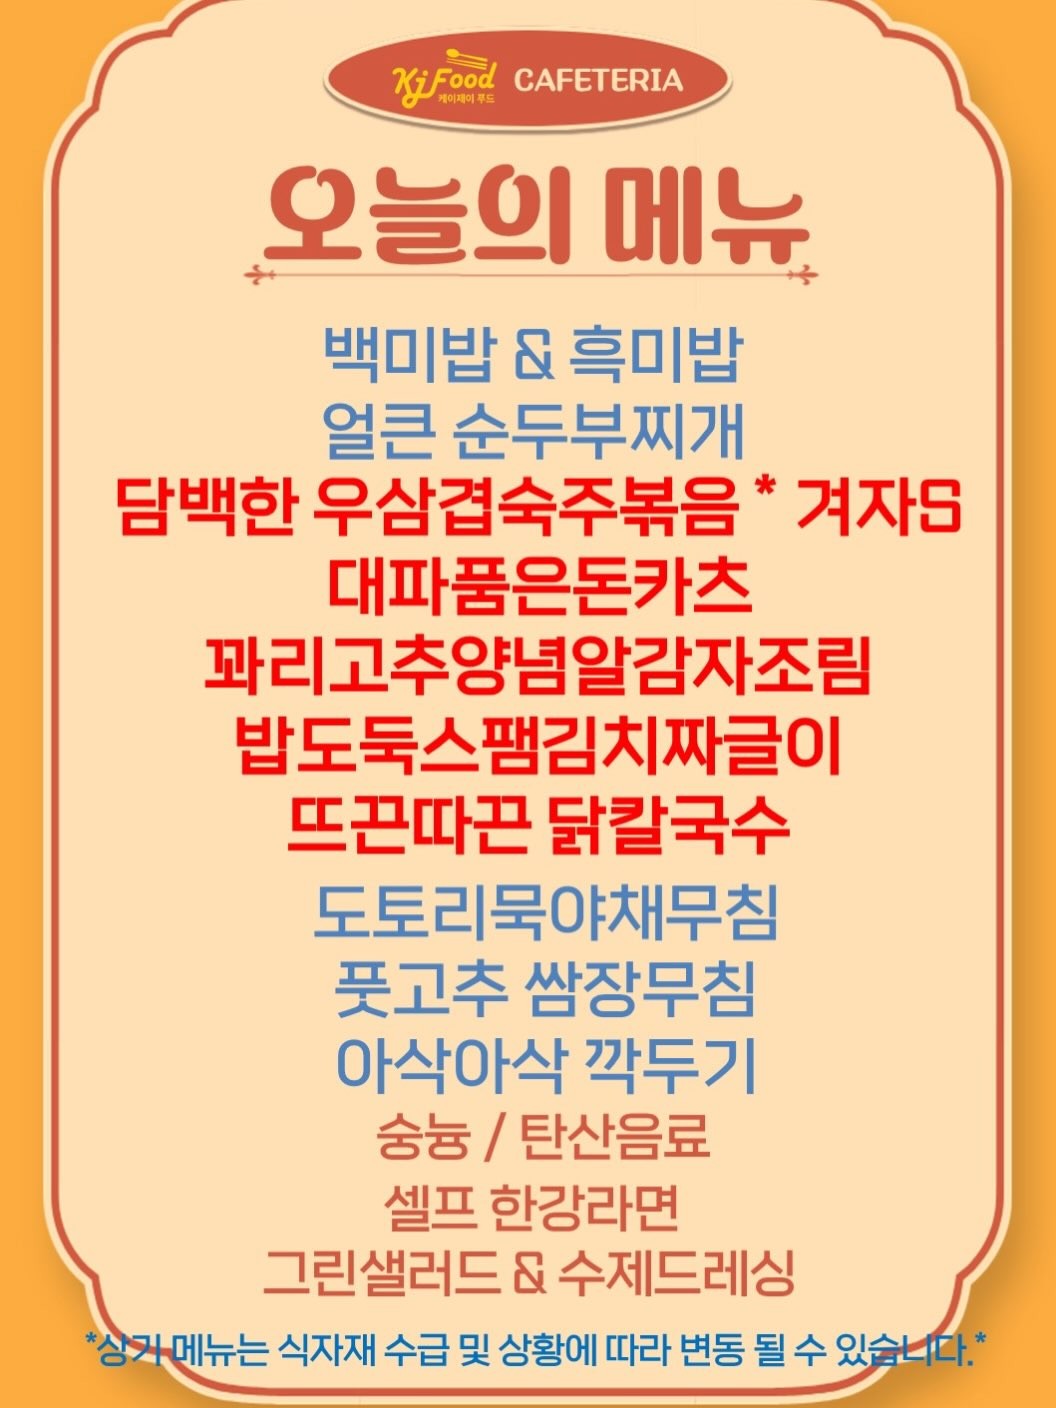 KjFood CAFETERIA
케이제이 푸드
오늘의 메뉴
백미밥 & 흑미밥
얼큰 순두부찌개
담백한 우삼겹숙주볶음 * 겨자S
대파품은돈카츠
꽈리고추양념알감자조림
밥도둑스팸김치짜글이
뜨끈따끈 닭칼국수
도토리묵야채무침
풋고추 쌈장무침
아삭아삭 깍두기
숭늉 / 탄산음료
셀프 한강라면
그린샐러드 & 수제드레싱
*상기 메뉴는 식자재 수급 및 상황에 따라 변동 될 수 있습니다.*